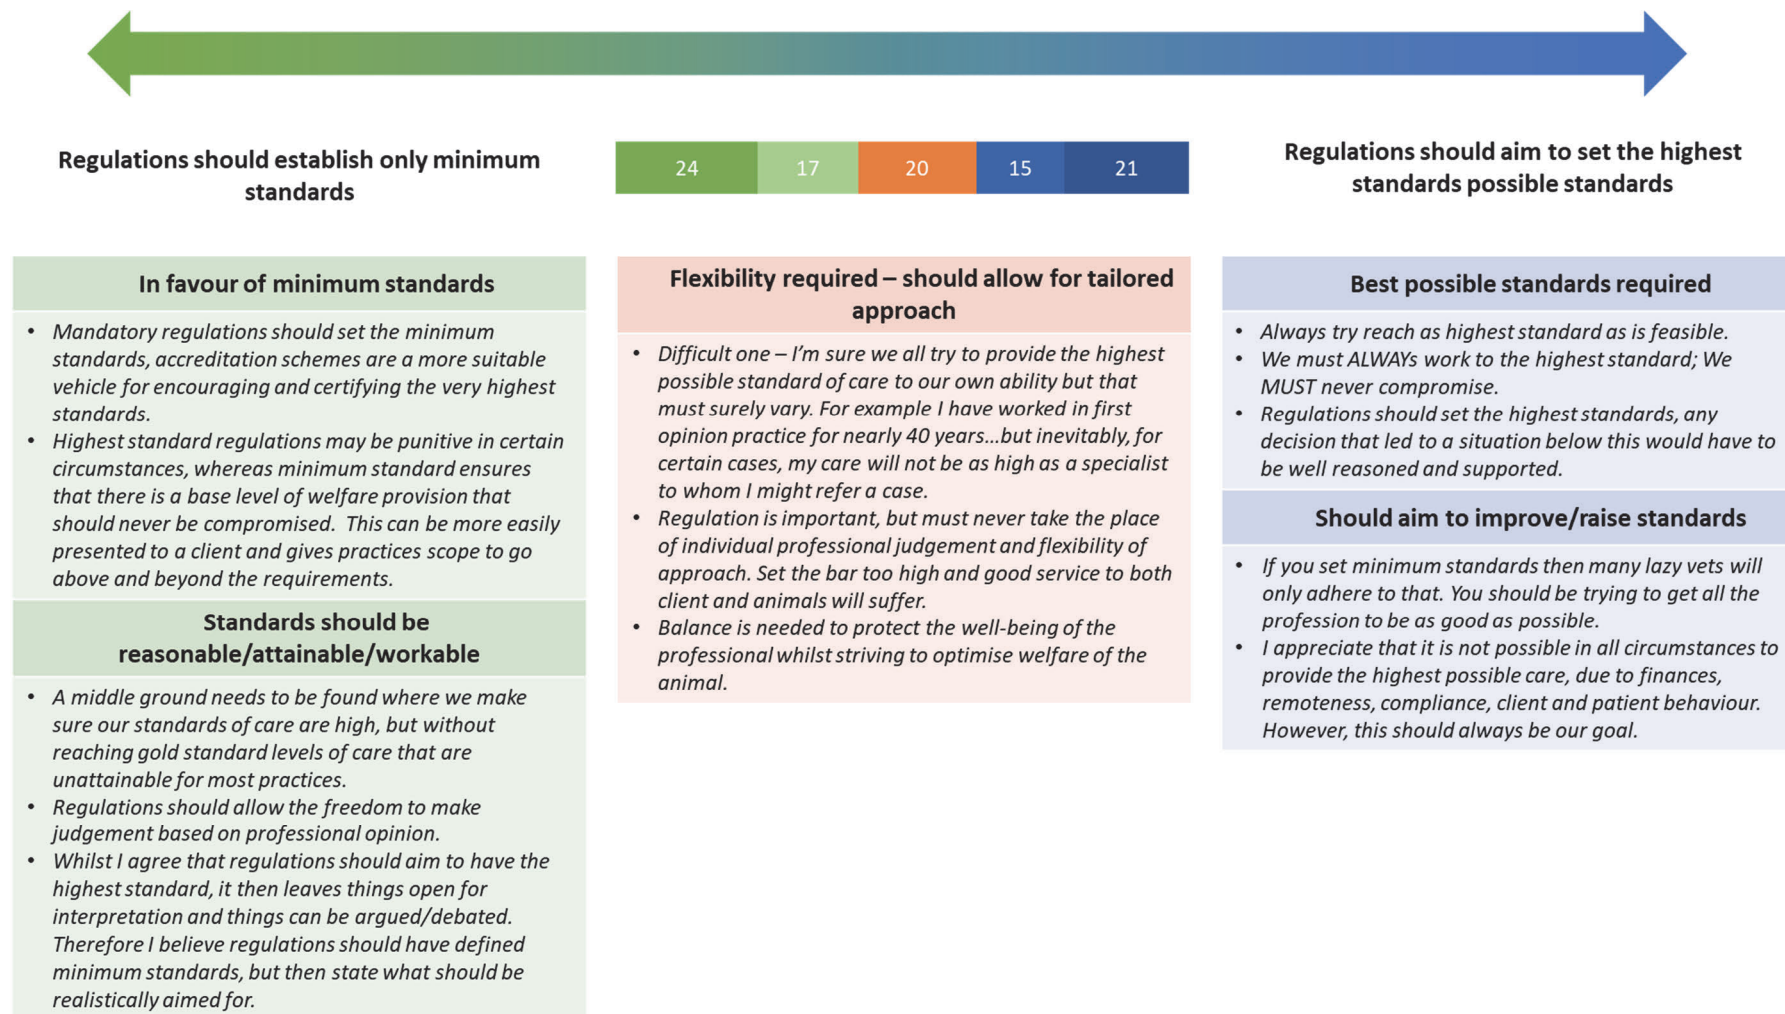 Regulations should establish only minimum
standards
24 17 20 15 21
Regulations should aim to set the highest
standards possible standards
In favour of minimum standards
• Mandatory regulations should set the minimum
standards, accreditation schemes are a more suitable
vehicle for encouraging and certifying the very highest
standards.
• Highest standard regulations may be punitive in certain
circumstances, whereas minimum standard ensures
that there is a base level of welfare provision that
should never be compromised. This can be more easily
presented to a client and gives practices scope to go
above and beyond the requirements.
Standards should be
reasonable/attainable/workable
• A middle ground needs to be found where we make
sure our standards of care are high, but without
reaching gold standard levels of care that are
unattainable for most practices.
• Regulations should allow the freedom to make
judgement based on professional opinion.
• Whilst I agree that regulations should aim to have the
highest standard, it then leaves things open for
interpretation and things can be argued/debated.
Therefore I believe regulations should have defined
minimum standards, but then state what should be
realistically aimed for.
Flexibility required – should allow for tailored
approach
• Difficult one – I'm sure we all try to provide the highest
possible standard of care to our own ability but that
must surely vary. For example I have worked in first
opinion practice for nearly 40 years...but inevitably, for
certain cases, my care will not be as high as a specialist
to whom I might refer a case.
• Regulation is important, but must never take the place
of individual professional judgement and flexibility of
approach. Set the bar too high and good service to both
client and animals will suffer.
• Balance is needed to protect the well-being of the
professional whilst striving to optimise welfare of the
animal.
Best possible standards required
• Always try reach as highest standard as is feasible.
• We must ALWAYs work to the highest standard; We
MUST never compromise.
• Regulations should set the highest standards, any
decision that led to a situation below this would have to
be well reasoned and supported.
Should aim to improve/raise standards
• If you set minimum standards then many lazy vets will
only adhere to that. You should be trying to get all the
profession to be as good as possible.
• I appreciate that it is not possible in all circumstances to
provide the highest possible care, due to finances,
remoteness, compliance, client and patient behaviour.
However, this should always be our goal.